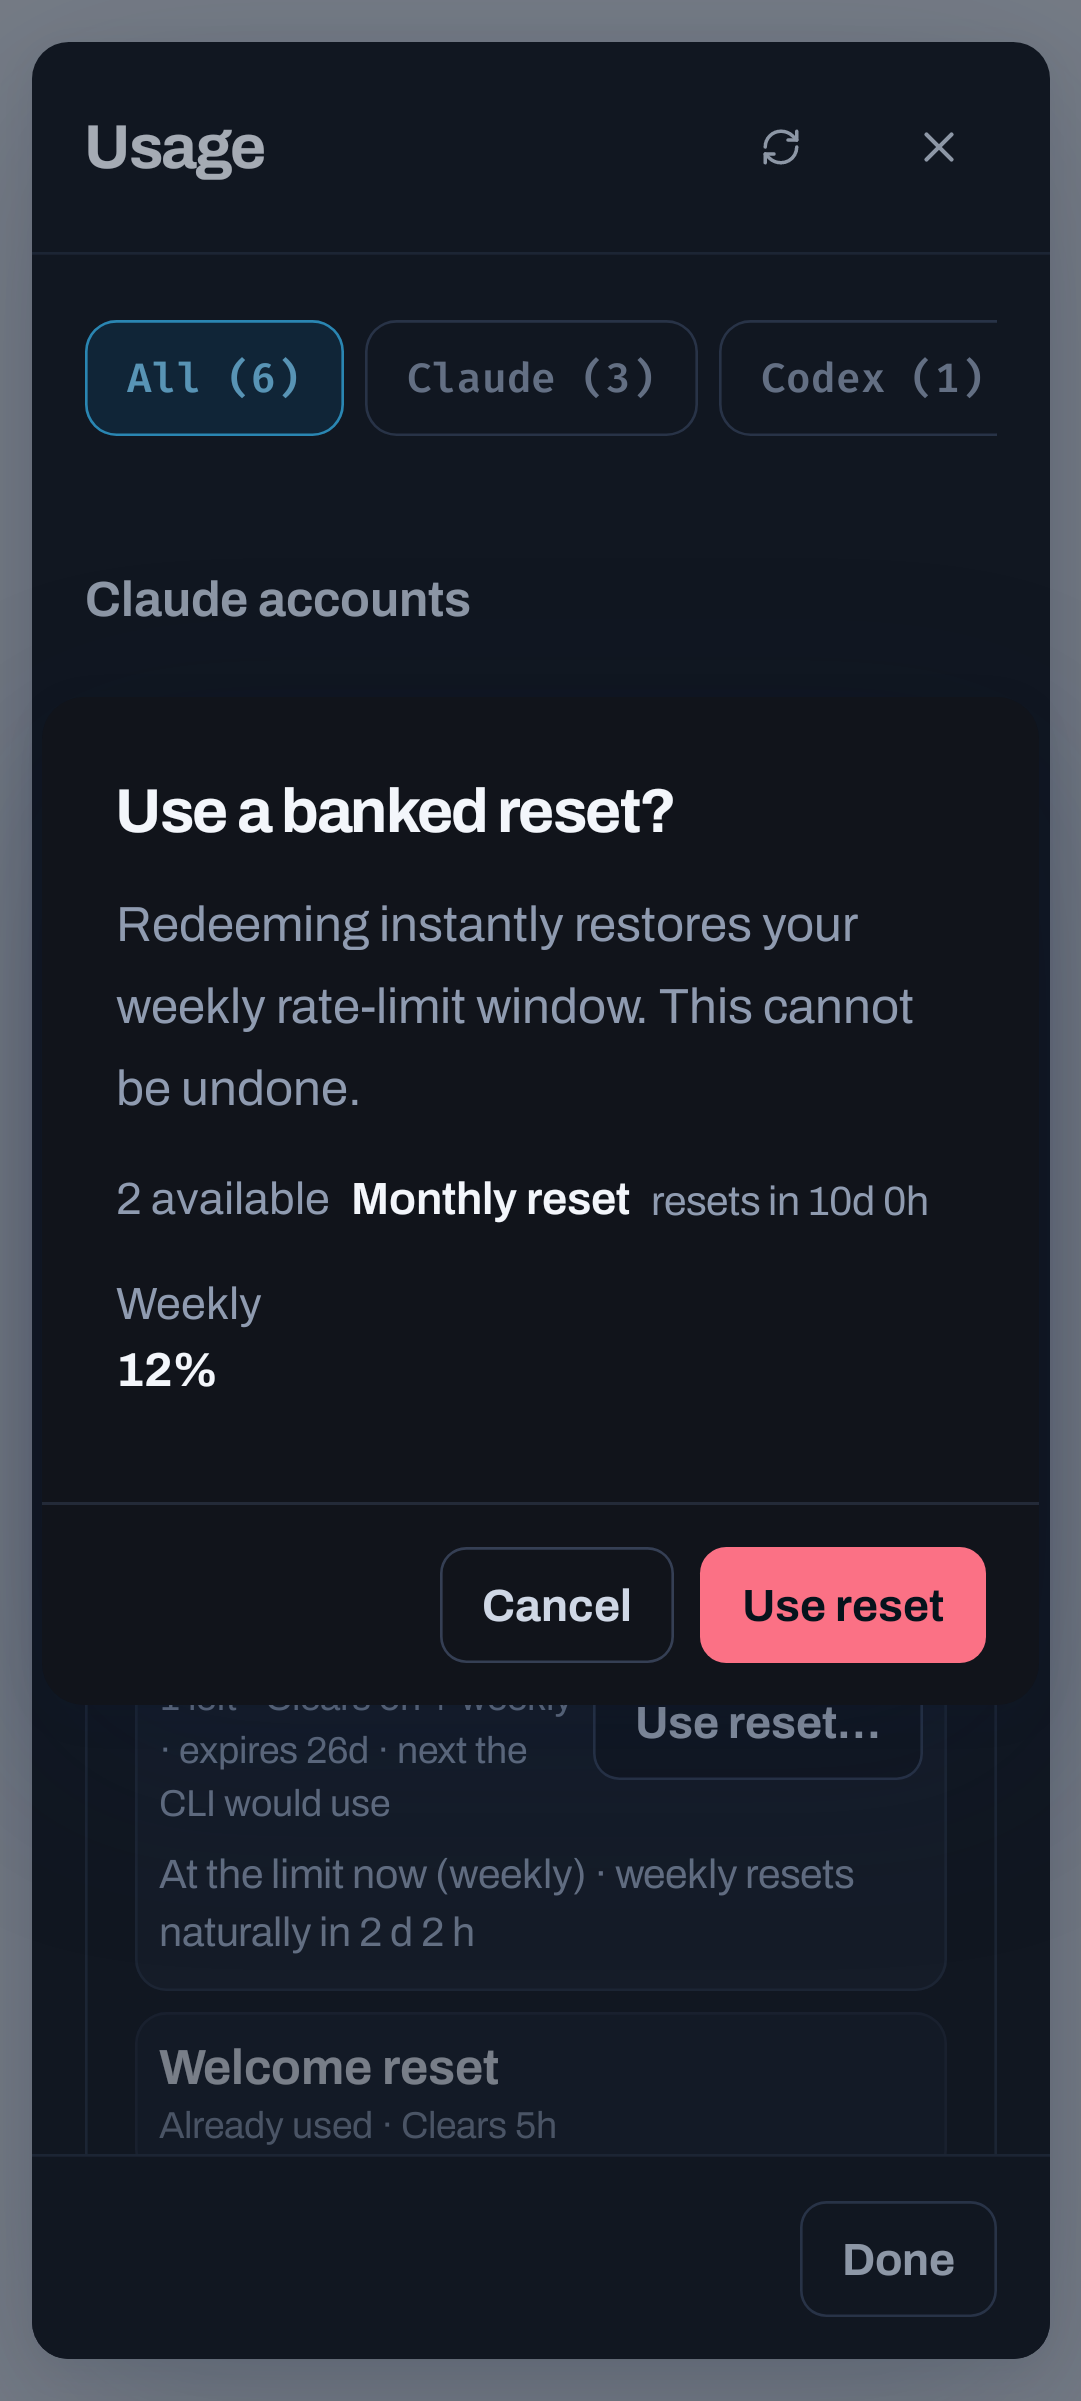 Usage
All (6)
Claude (3)
Codex (1)
Claude accounts
Use a banked reset?
Redeeming instantly restores your
weekly rate-limit window. This cannot
be undone.
2 available Monthly reset resets in 10d 0h
Weekly
12%
Cancel
Use reset
Use reset...
· expires 26d · next the
CLI would use
At the limit now (weekly) · weekly resets
naturally in 2 d 2 h
Welcome reset
Already used · Clears 5h
Done